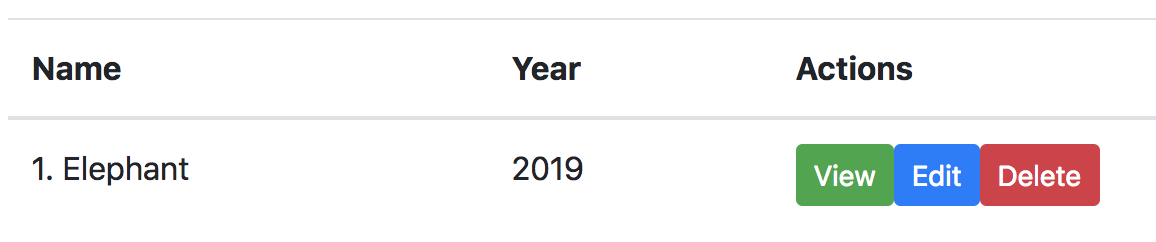 Name Year Actions
1. Elephant 2019 View Edit Delete